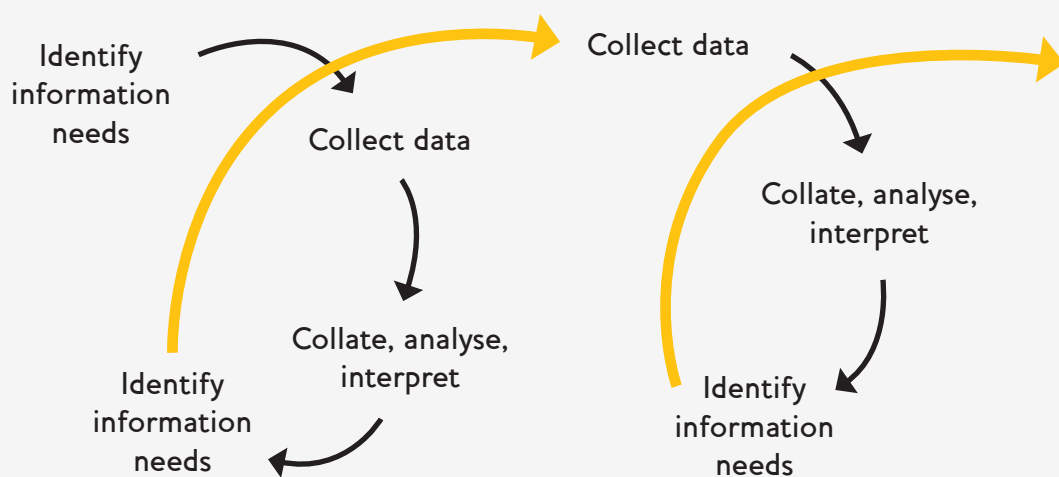 Identify
information
needs
Collect data
Collate, analyse,
interpret
Identify
information
needs
Collect data
Collate, analyse,
interpret
Identify
information
needs